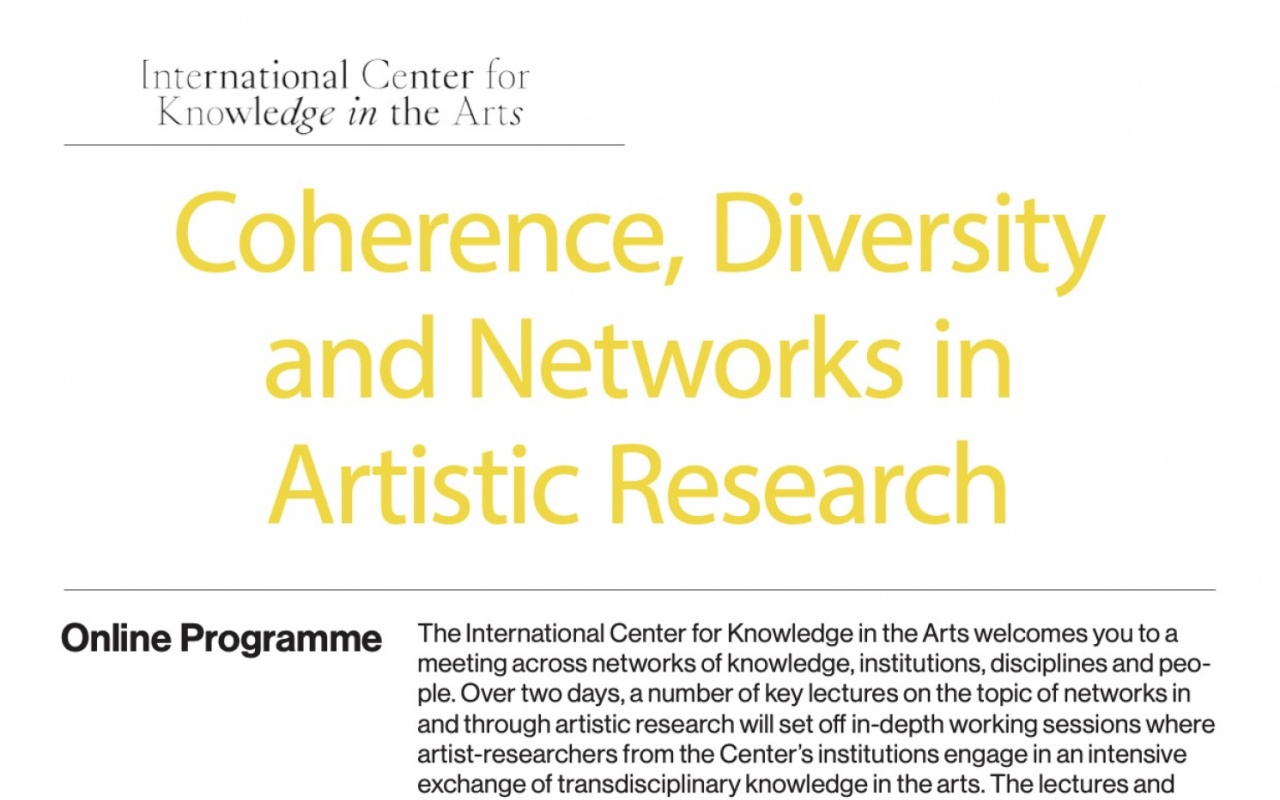 International Center for
Knowledge in the Arts
Coherence, Diversity
and Networks in
Artistic Research
Online Programme
The International Center for Knowledge in the Arts welcomes you to a
meeting across networks of knowledge, institutions, disciplines and peo-
ple. Over two days, a number of key lectures on the topic of networks in
and through artistic research will set off in-depth working sessions where
artist-researchers from the Center’s institutions engage in an intensive
exchange of transdisciplinary knowledge in the arts. The lectures and